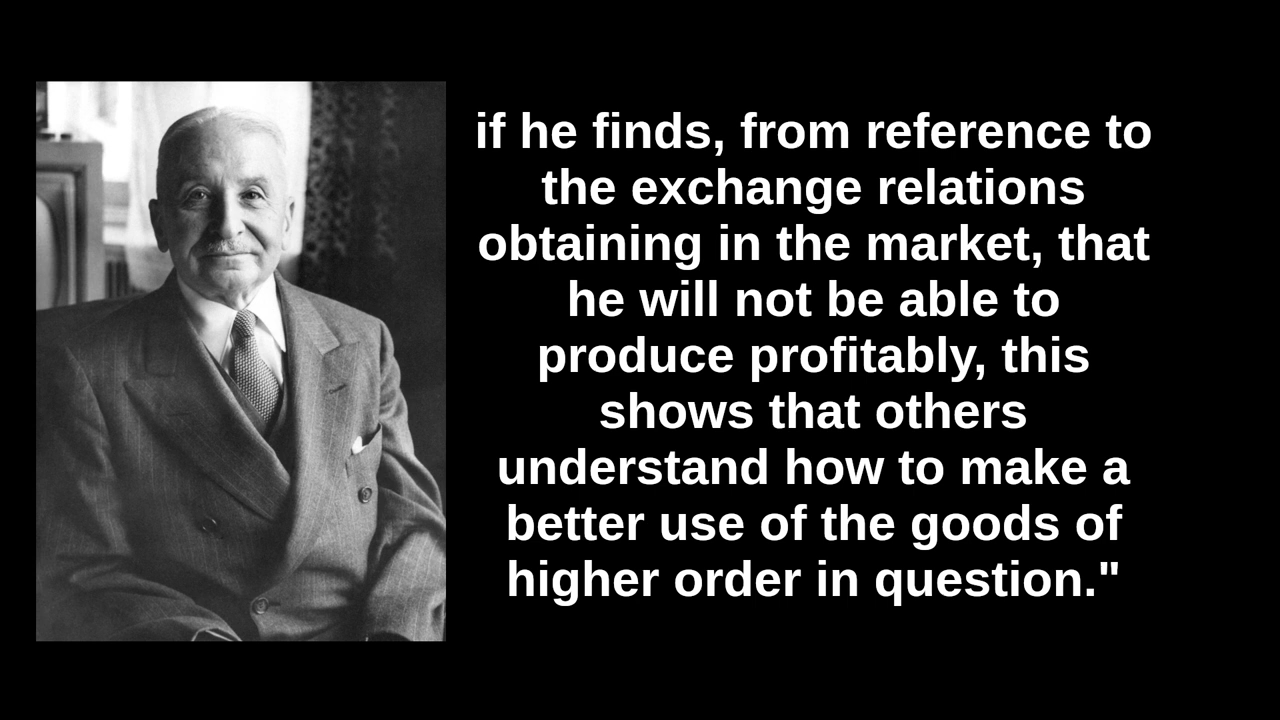 if he finds, from reference to
the exchange relations
obtaining in the market, that
he will not be able to
produce profitably, this
shows that others
understand how to make a
better use of the goods of
higher order in question."